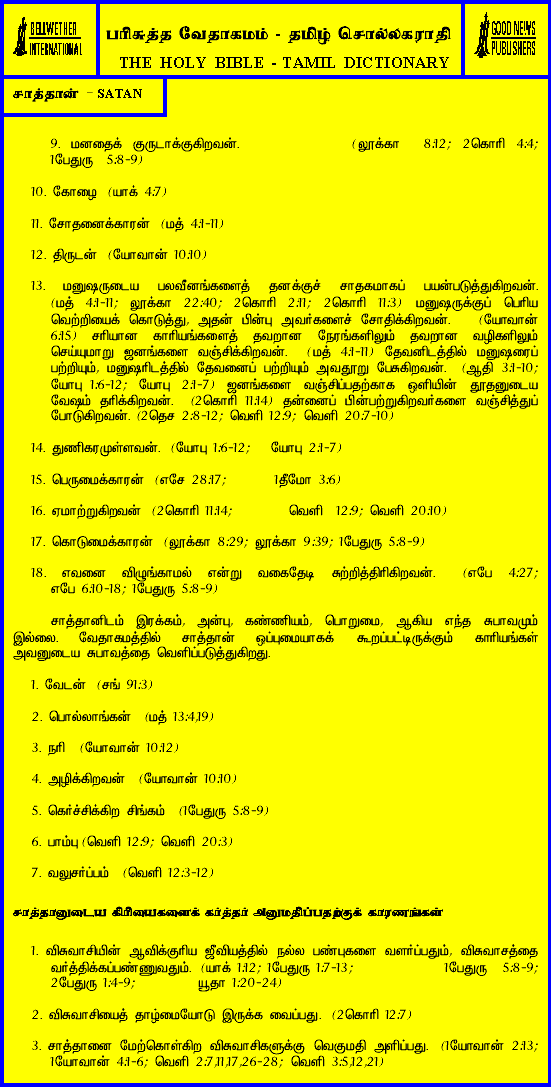 BELLWETHER
INTERNATIONAL
பரிசுத்த வேதாகமம் - தமிழ் சொல்லகராதி
THE HOLY BIBLE - TAMIL DICTIONARY
GOOD NEWS
PUBLISHERS
சாத்தான் – SATAN
9. மனதைக் குருடாக்குகிறவன். (லூக்கா 8:12; 2கொரி 4:4;
1பேதுரு 5:8-9)
10. கோழை (யாக் 4:7)
11. சோதனைக்காரன் (மத் 4:1-11)
12. திருடன் (யோவான் 10:10)
13. மனுஷருடைய பலவீனங்களைத் தனக்குச் சாதகமாகப் பயன்படுத்துகிறவன்.
(மத் 4:1-11; லூக்கா 22:40; 2கொரி 2:11; 2கொரி 11:3) மனுஷருக்குப் பெரிய
வெற்றியைக் கொடுத்து, அதன் பின்பு அவர்களைச் சோதிக்கிறவன். (யோவான்
6:15) சரியான காரியங்களைத் தவறான நேரங்களிலும் தவறான வழிகளிலும்
செய்யுமாறு ஜனங்களை வஞ்சிக்கிறவன். (மத் 4:1-11) தேவனிடத்தில் மனுஷரைப்
பற்றியும், மனுஷரிடத்தில் தேவனைப் பற்றியும் அவதூறு பேசுகிறவன். (ஆதி 3:1-10;
யோபு 1:6-12; யோபு 2:1-7) ஜனங்களை வஞ்சிப்பதற்காக ஒளியின் தூதனுடைய
வேஷம் தரிக்கிறவன். (2கொரி 11:14) தன்னைப் பின்பற்றுகிறவர்களை வஞ்சித்துப்
போடுகிறவன். (2தெச 2:8-12; வெளி 12:9; வெளி 20:7-10)
14. துணிகரமுள்ளவன். (யோபு 1:6-12; யோபு 2:1-7)
15. பெருமைக்காரன் (எசே 28:17; 1தீமோ 3:6)
16. ஏமாற்றுகிறவன் (2கொரி 11:14; வெளி 12:9; வெளி 20:10)
17. கொடுமைக்காரன் (லூக்கா 8:29; லூக்கா 9:39; 1பேதுரு 5:8-9)
18. எவனை விழுங்காமல் என்று வகைதேடி சுற்றித்திரிகிறவன். (எபே 4:27;
எபே 6:10-18; 1பேதுரு 5:8-9)
சாத்தானிடம் இரக்கம், அன்பு, கண்ணியம், பொறுமை, ஆகிய எந்த சுபாவமும்
இல்லை. வேதாகமத்தில் சாத்தான் ஒப்புமையாகக் கூறப்பட்டிருக்கும் காரியங்கள்
அவனுடைய சுபாவத்தை வெளிப்படுத்துகிறது.
1. வேடன் (சங் 91:3)
2. பொல்லாங்கன் (மத் 13:4,19)
3. நரி (யோவான் 10:12)
4. அழிக்கிறவன் (யோவான் 10:10)
5. கெர்ச்சிக்கிற சிங்கம் (1பேதுரு 5:8-9)
6. பாம்பு (வெளி 12:9; வெளி 20:3)
7. வலுசர்ப்பம் (வெளி 12:3-12)
சாத்தானுடைய கிரியைகளைக் கர்த்தர் அனுமதிப்பதற்குக் காரணங்கள்
1. விசுவாசியின் ஆவிக்குரிய ஜீவியத்தில் நல்ல பண்புகளை வளர்ப்பதும், விசுவாசத்தை
வர்த்திக்கப்பண்ணுவதும். (யாக் 1:12; 1பேதுரு 1:7-13; 1பேதுரு 5:8-9;
2பேதுரு 1:4-9; யூதா 1:20-24)
2. விசுவாசியைத் தாழ்மையோடு இருக்க வைப்பது. (2கொரி 12:7)
3. சாத்தானை மேற்கொள்கிற விசுவாசிகளுக்கு வெகுமதி அளிப்பது. (1யோவான் 2:13;
1யோவான் 4:1-6; வெளி 2:7,11,17,26-28; வெளி 3:5,12,21)